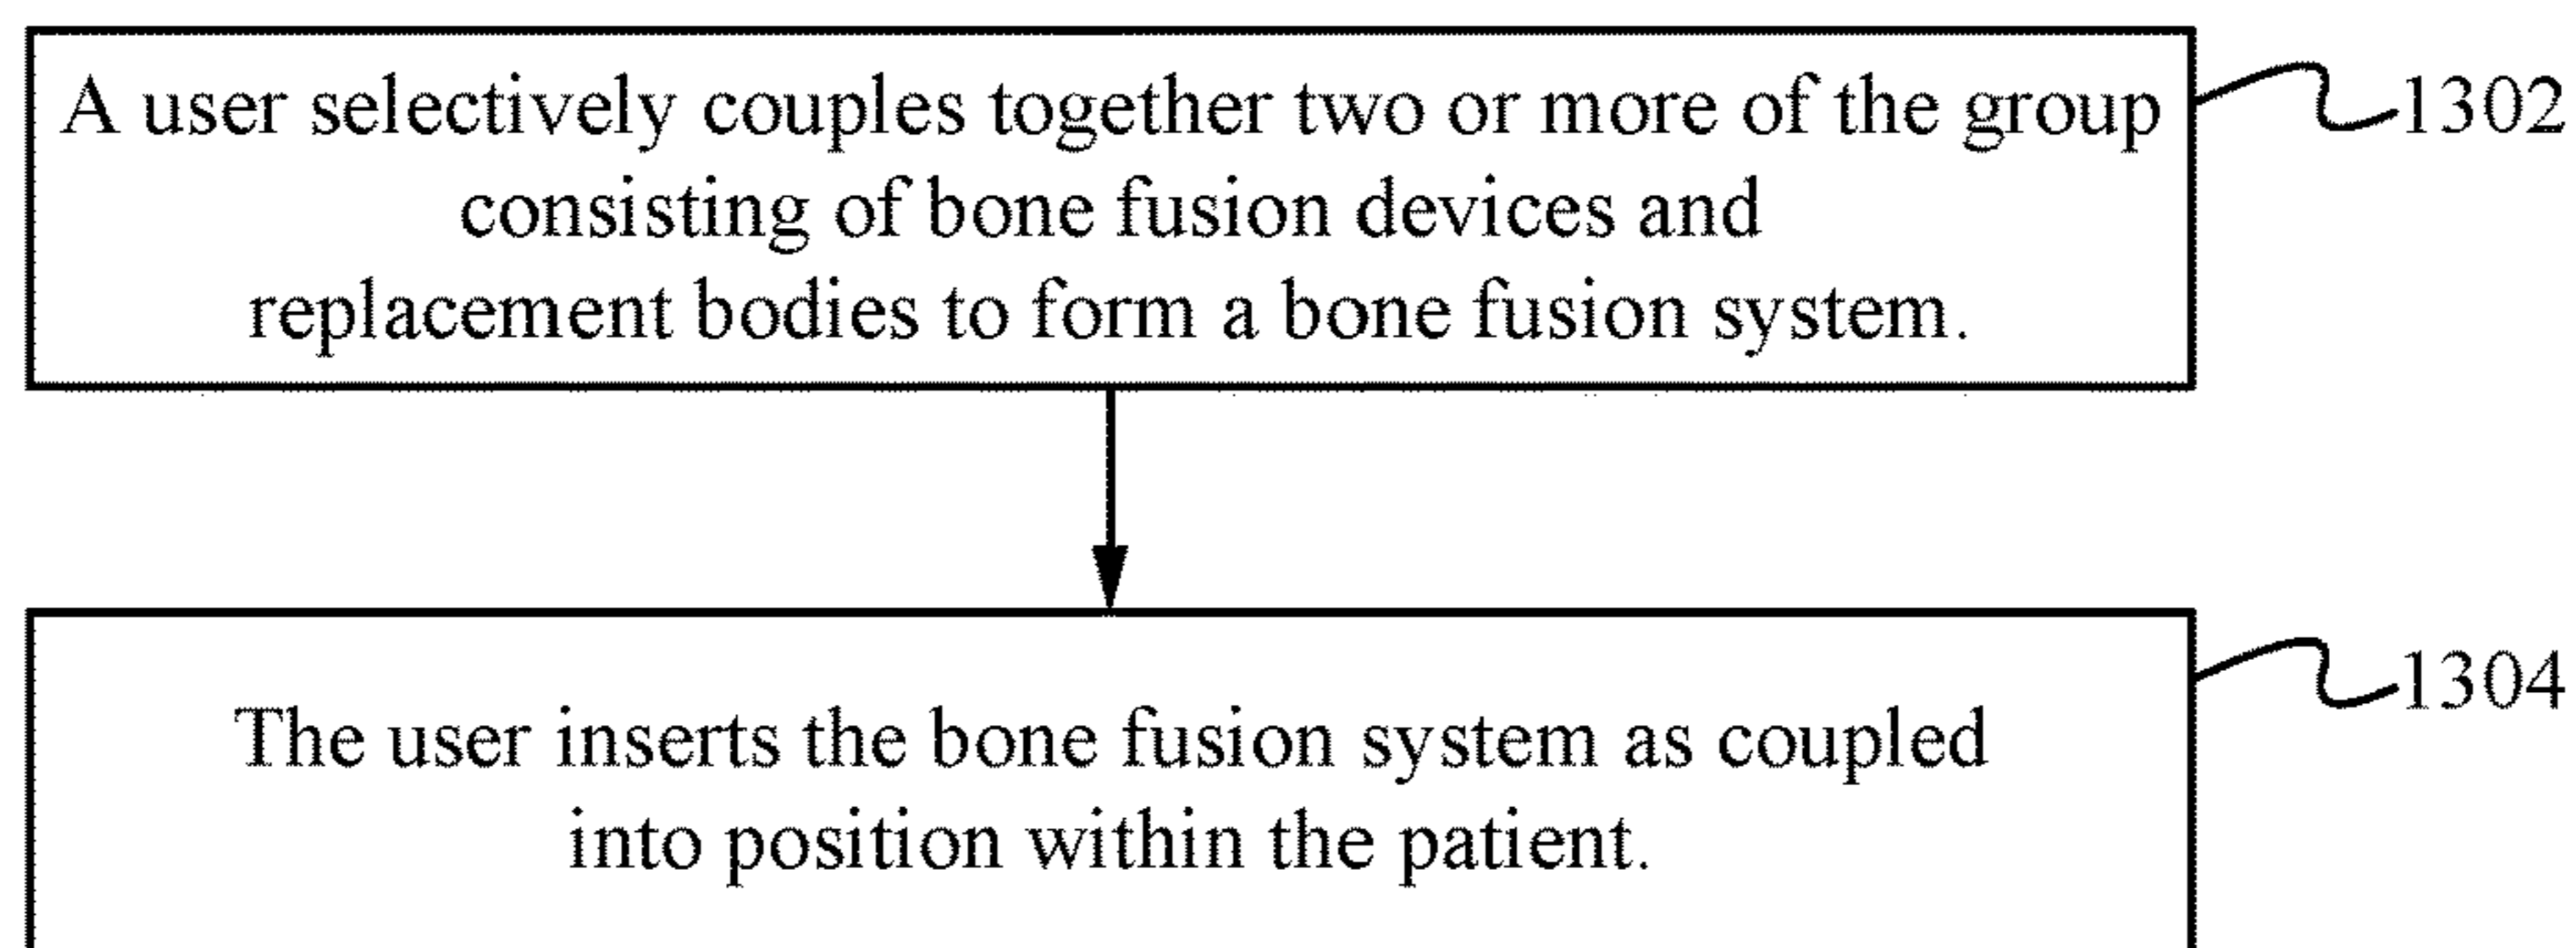 A user selectively couples together two or more of the group
1302
consisting of bone fusion devices and
replacement bodies to form a bone fusion system.
1304
The user inserts the bone fusion system as coupled
into position within the patient.